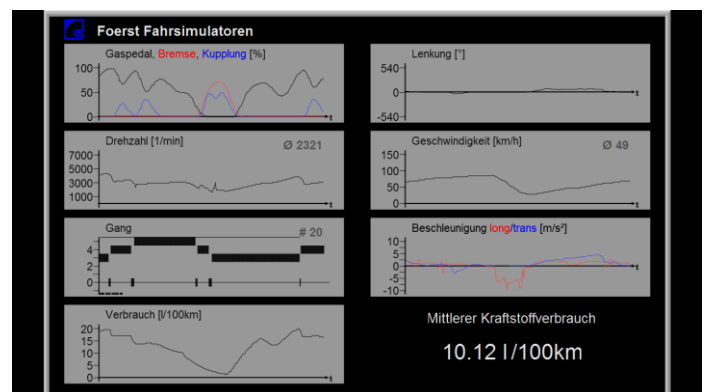 Foerst Fahrsimulatoren
Gaspedal, Bremse, Kupplung [%]
100
50
0
t
Lenkung [°]
540
0
-540
t
Drehzahl [1/min]
Ø 2321
7000
5000
3000
1000
t
Geschwindigkeit [km/h]
Ø 49
150
100
50
0
t
Gang
# 20
4
2
0
Beschleunigung long/trans [m/s²]
10
5
0
-5
-10
t
Verbrauch [l/100km]
20
15
10
5
0
t
Mittlerer Kraftstoffverbrauch
10.12 l/100km